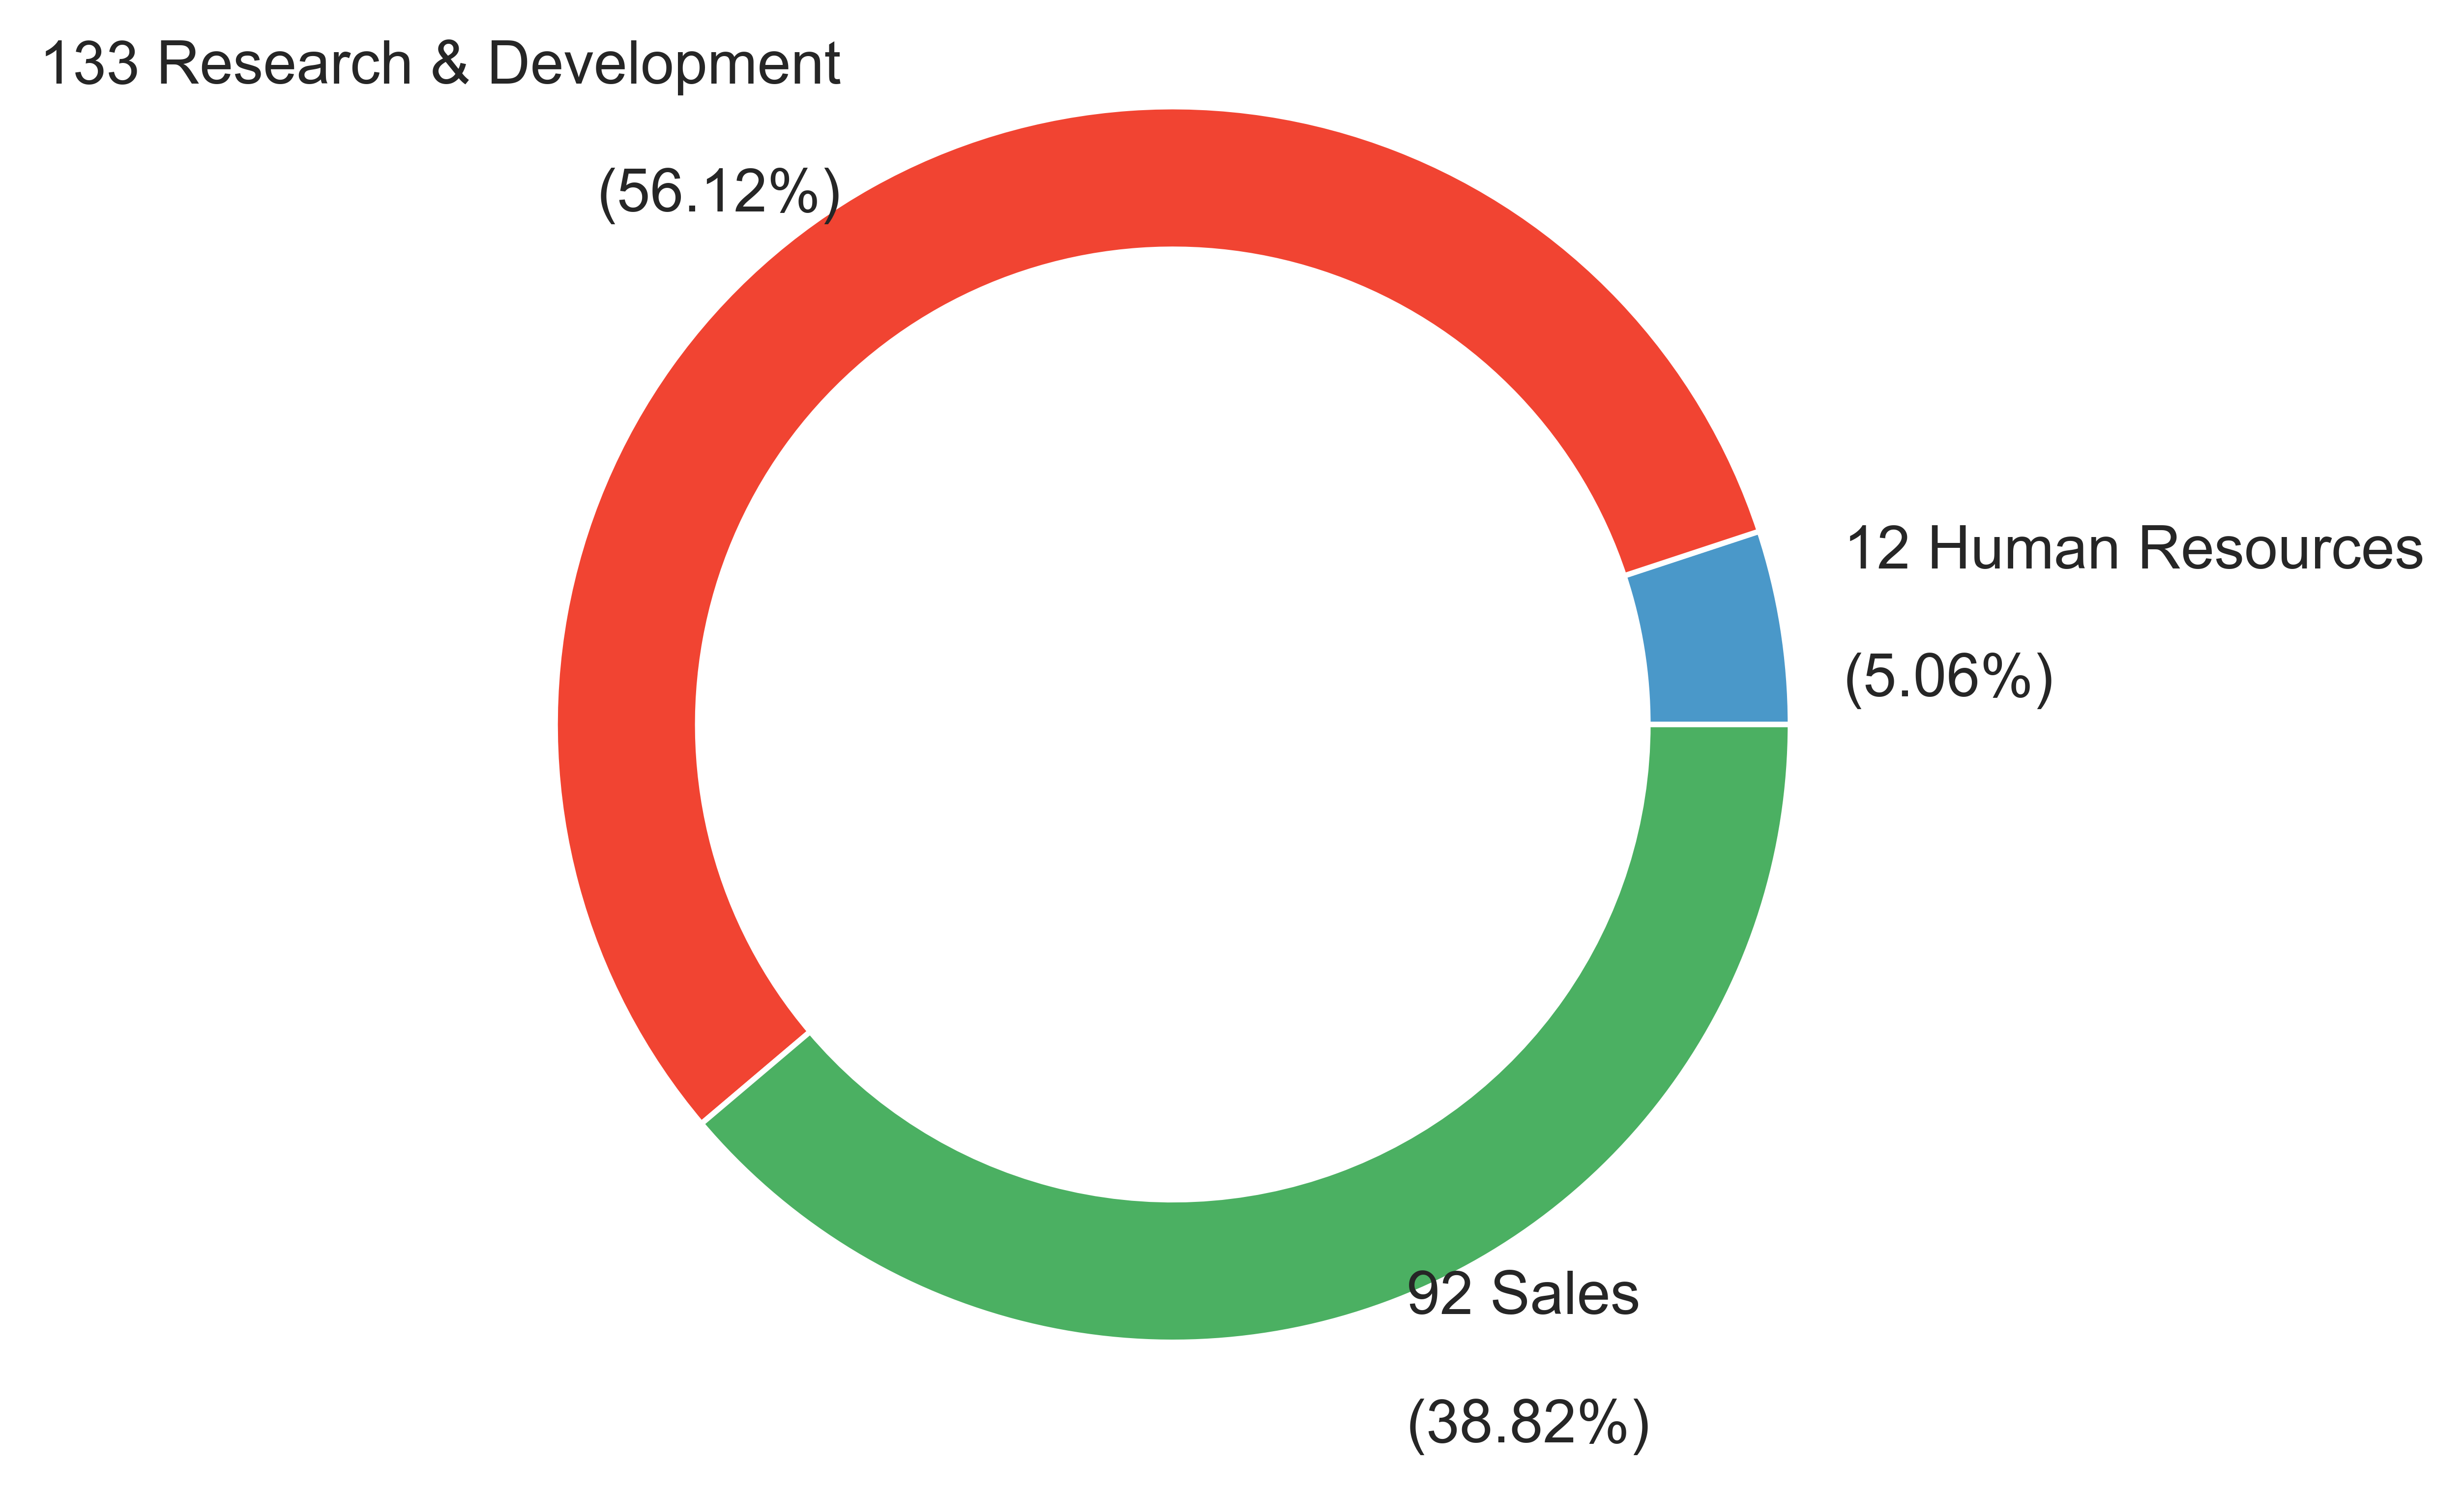 133 Research & Development
(56.12%)
12 Human Resources
(5.06%)
92 Sales
(38.82%)